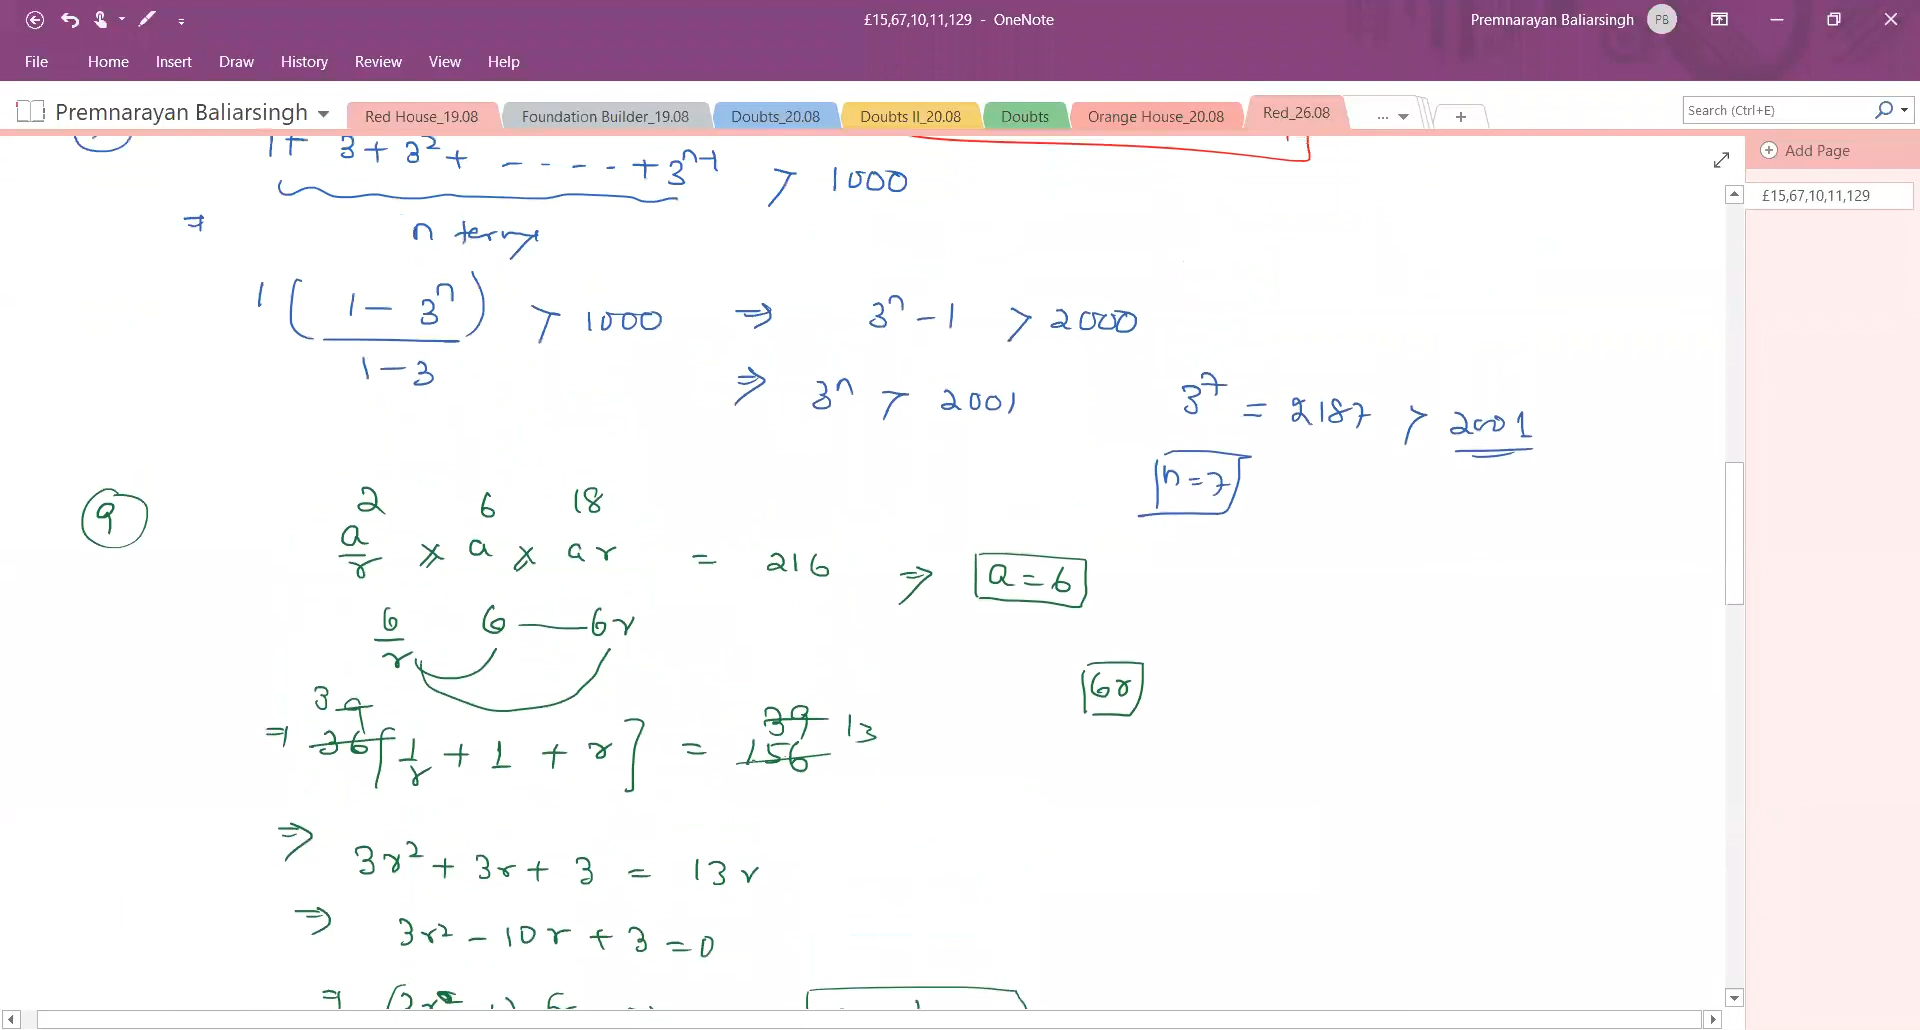 £15,67,10,11,129 - OneNote
Premnarayan Baliarsingh PB
File Home Insert Draw History Review View Help
Premnarayan Baliarsingh
Red House_19.08 Foundation Builder_19.08 Doubts_20.08 Doubts II_20.08 Doubts Orange House_20.08 Red_26.08 ...
Search (Ctrl+E)
Add Page
£15,67,10,11,129
1 + 3 + 3² + - - - - - + 3ⁿ⁻¹ > 1000
⇒ n terms
1 ( (1 - 3ⁿ) / (1 - 3) ) > 1000 ⇒ 3ⁿ - 1 > 2000
⇒ 3ⁿ > 2001 3⁷ = 2187 > 2001
n = 7
9 2 6 18
a/r × a × ar = 216 ⇒ a = 6
6/r 6 6r
6r
3 9 39 13
⇒ 36 [ 1/r + 1 + r ] = 156
⇒ 3r² + 3r + 3 = 13r
⇒ 3r² - 10r + 3 = 0